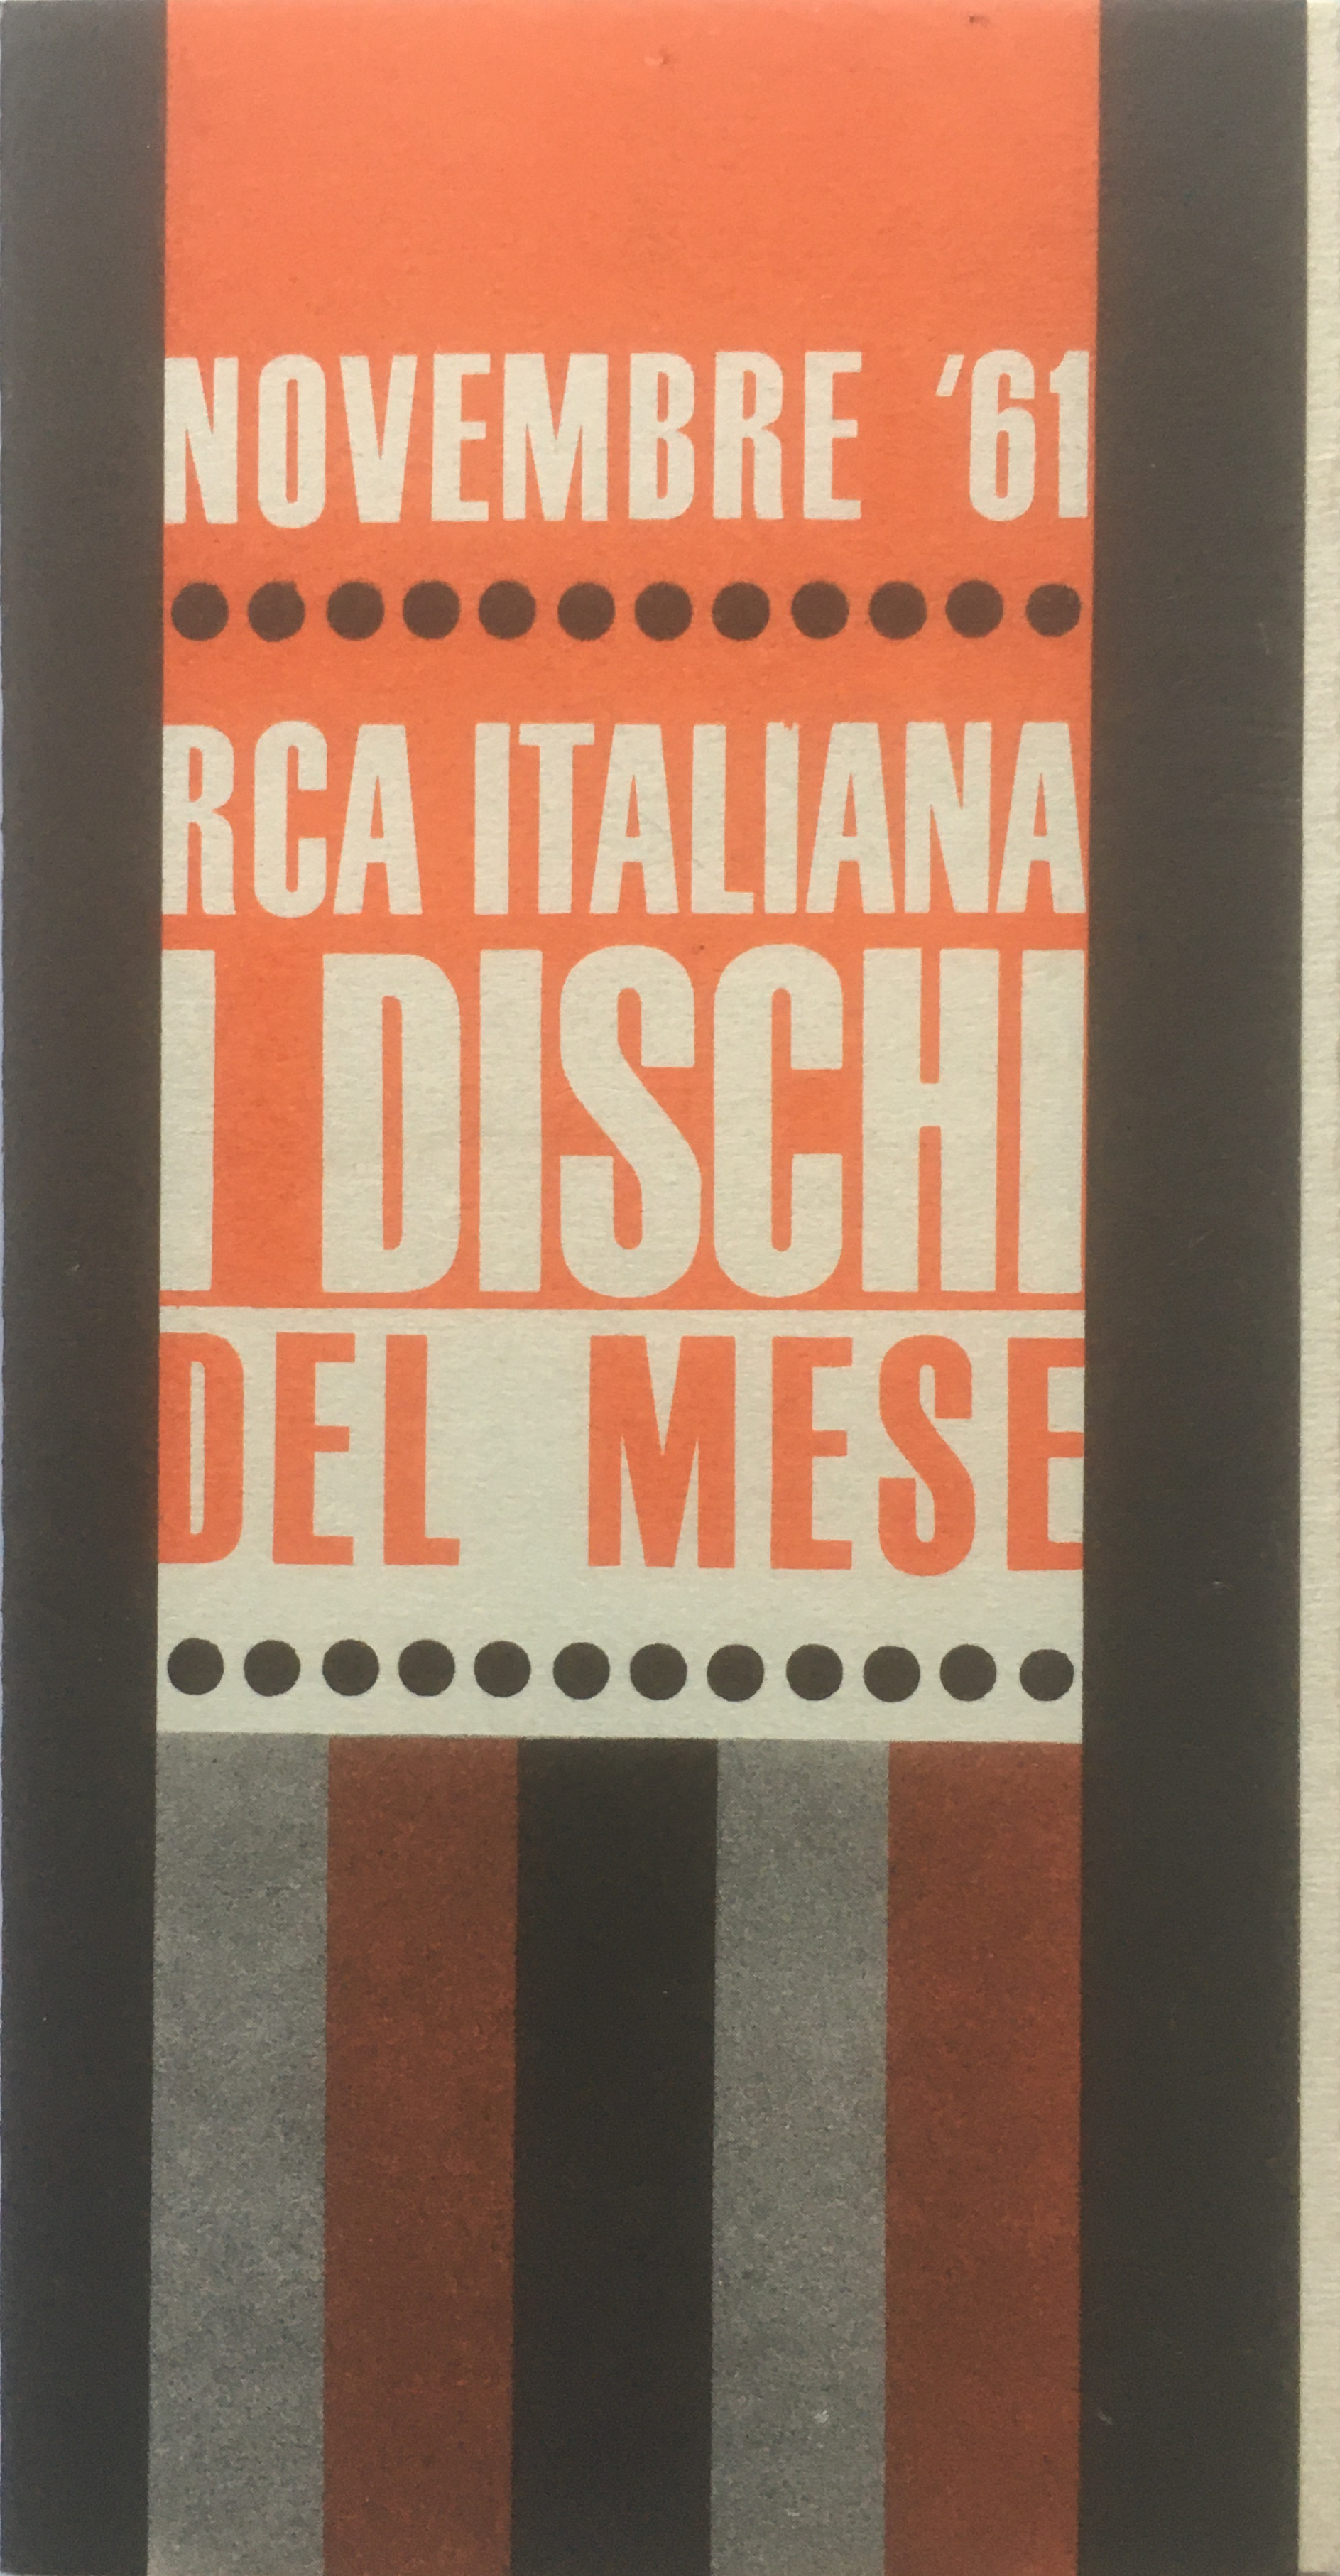 NOVEMBRE '61
RCA ITALIANA
I DISCHI
DEL MESE